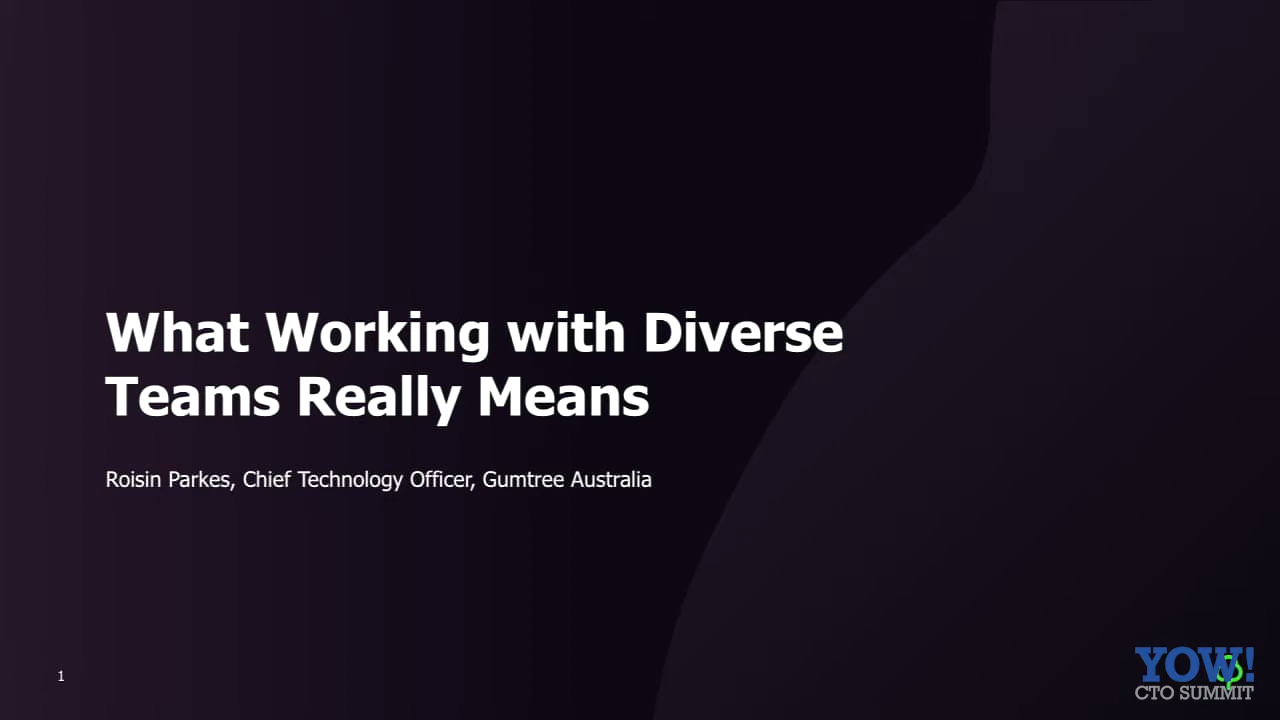 What Working with Diverse
Teams Really Means
Roisin Parkes, Chief Technology Officer, Gumtree Australia
1
YOW!
CTO SUMMIT